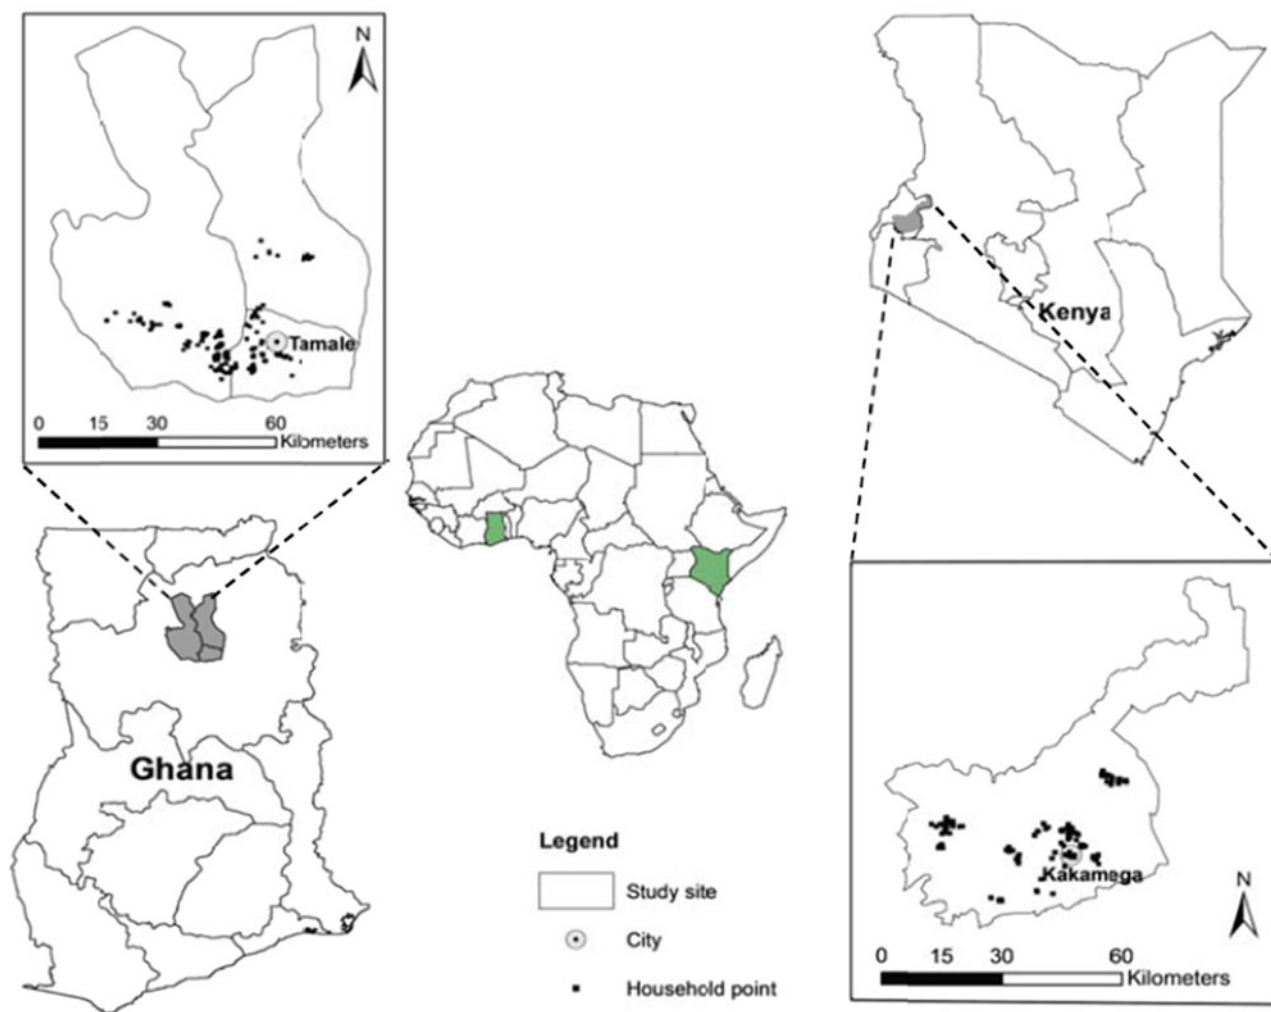 N
Tamale
0 15 30 60
Kilometers
Kenya
Ghana
Legend
Study site
City
Household point
Kakamega
N
0 15 30 60
Kilometers